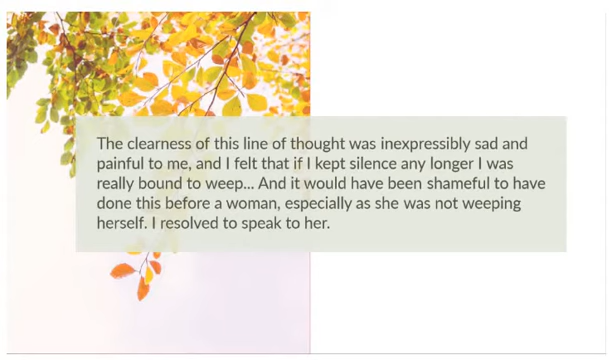 The clearness of this line of thought was inexpressibly sad and
painful to me, and I felt that if I kept silence any longer I was
really bound to weep... And it would have been shameful to have
done this before a woman, especially as she was not weeping
herself. I resolved to speak to her.